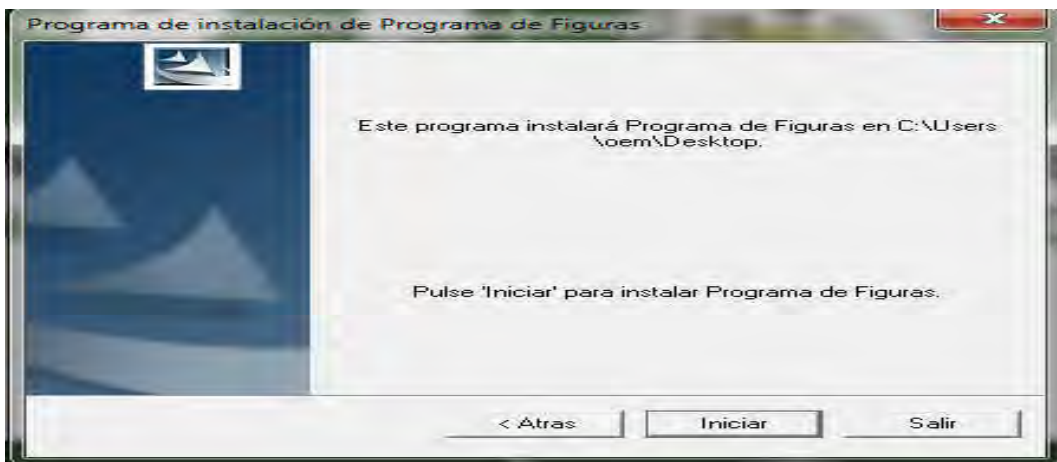 Programa de instalación de Programa de Figuras
Este programa instalará Programa de Figuras en C:\Users
\oem\Desktop.
Pulse 'Iniciar' para instalar Programa de Figuras.
< Atras Iniciar Salir